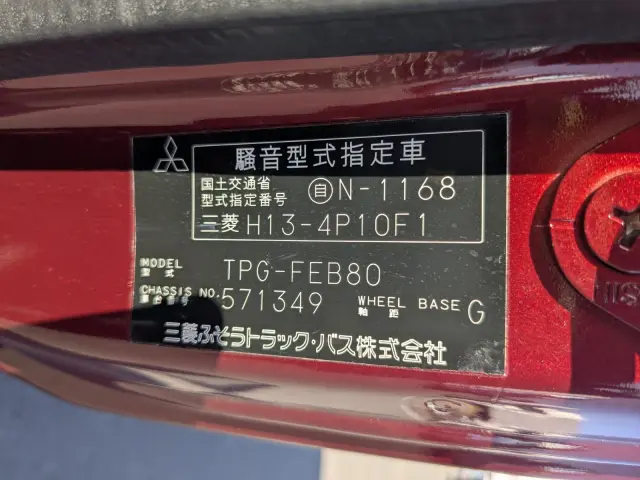 騒音型式指定車
国土交通省
型式指定番号 自N-1168
三菱 H13-4P10F1
MODEL TPG-FEB80
型式
CHASSIS NO. 571349 WHEEL BASE G
車台番号 軸距
三菱ふそうトラック・バス株式会社